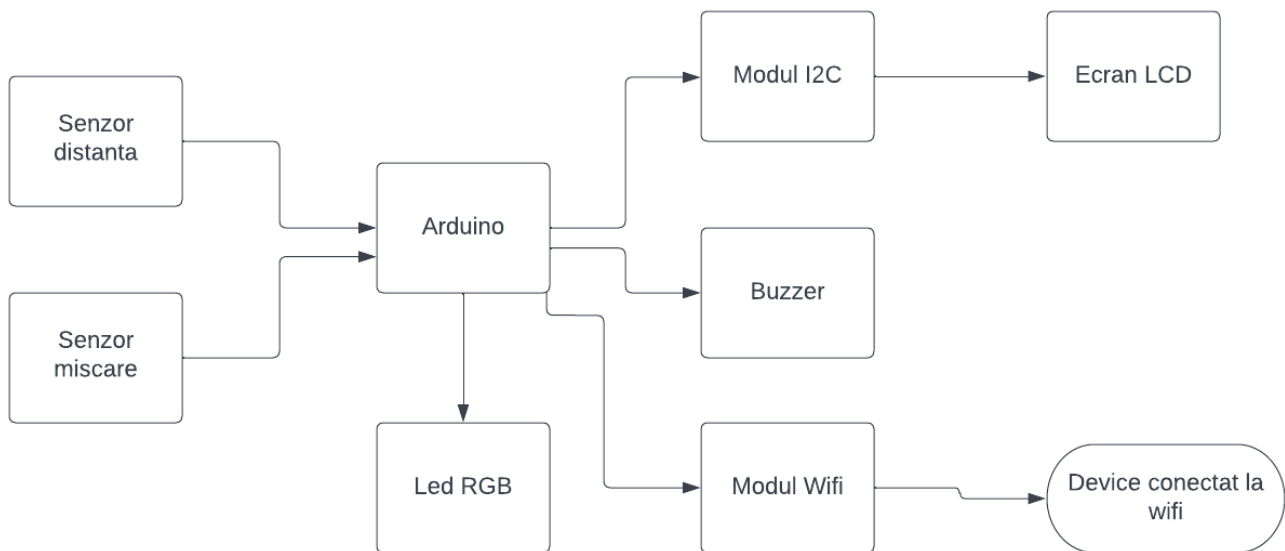 Senzor
distanta
Senzor
miscare
Arduino
Led RGB
Modul I2C
Ecran LCD
Buzzer
Modul Wifi
Device conectat la
wifi